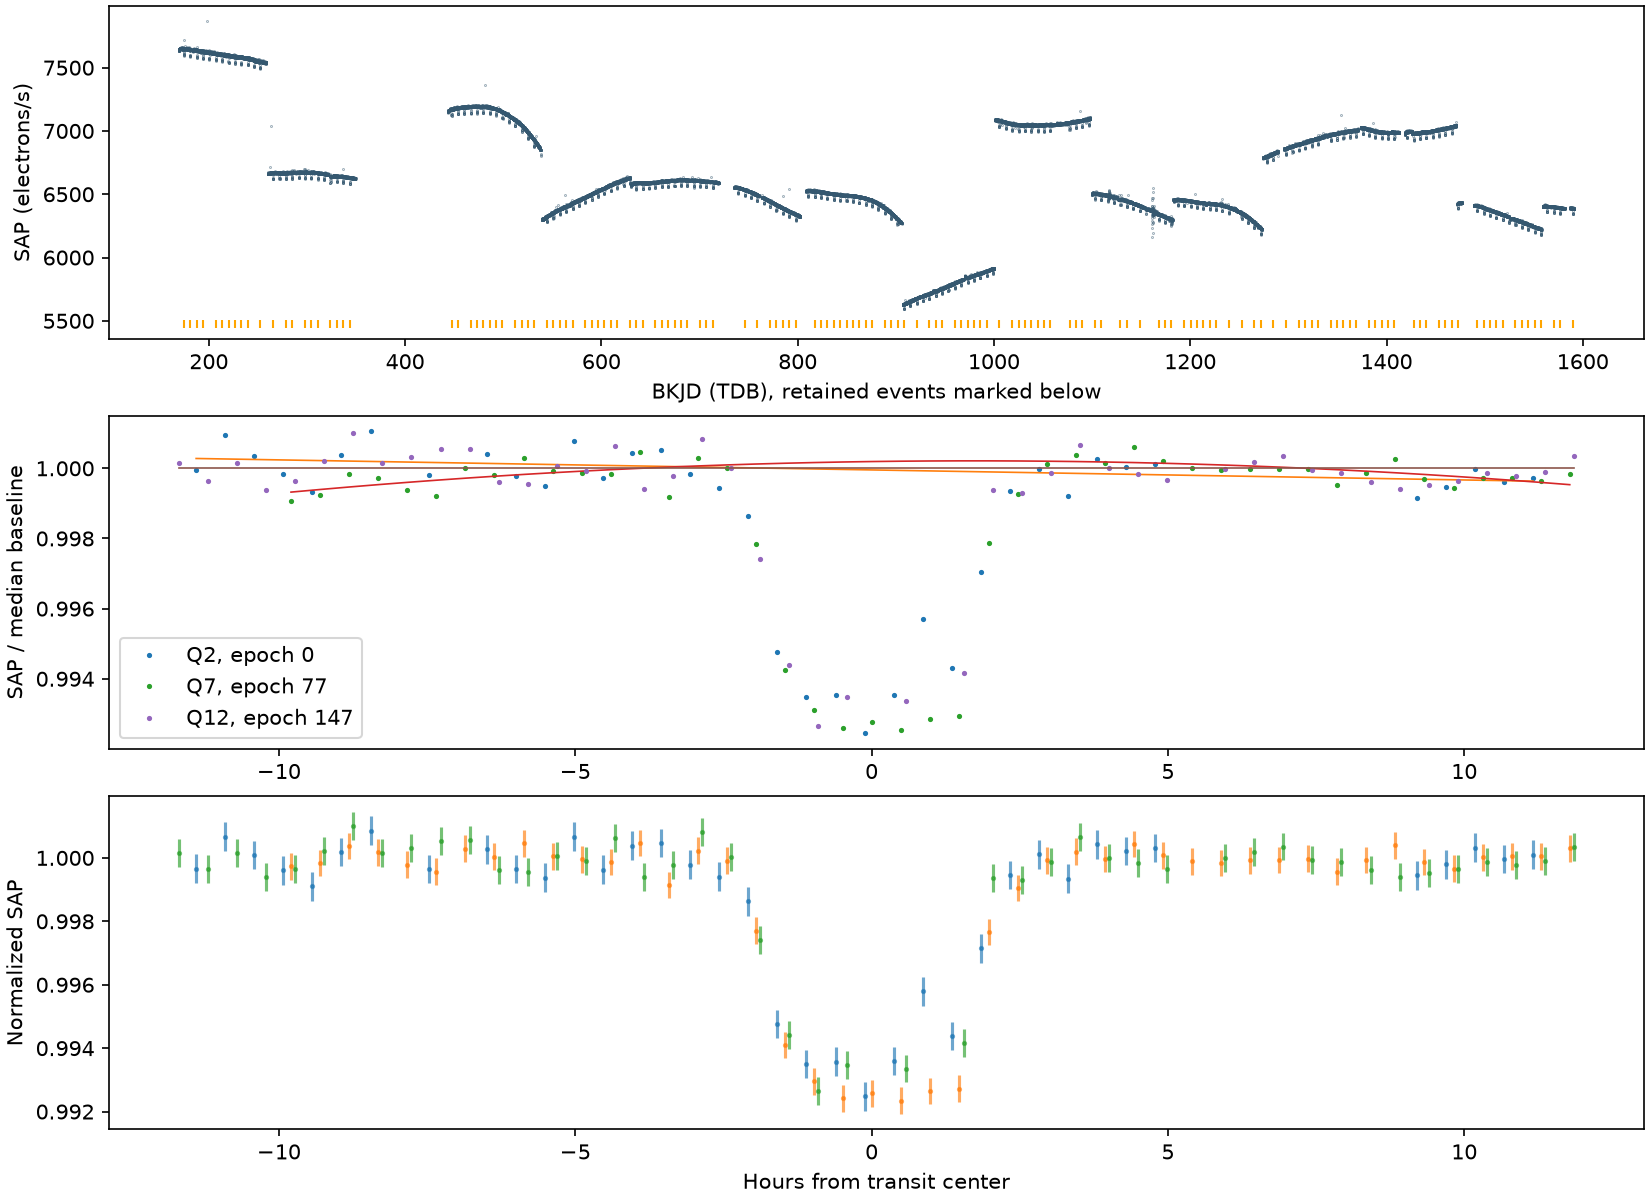 SAP (electrons/s)
7500
7000
6500
6000
5500
200 400 600 800 1000 1200 1400 1600
BKJD (TDB), retained events marked below
SAP / median baseline
1.000
0.998
0.996
0.994
Q2, epoch 0
Q7, epoch 77
Q12, epoch 147
−10 −5 0 5 10
Normalized SAP
1.000
0.998
0.996
0.994
0.992
−10 −5 0 5 10
Hours from transit center